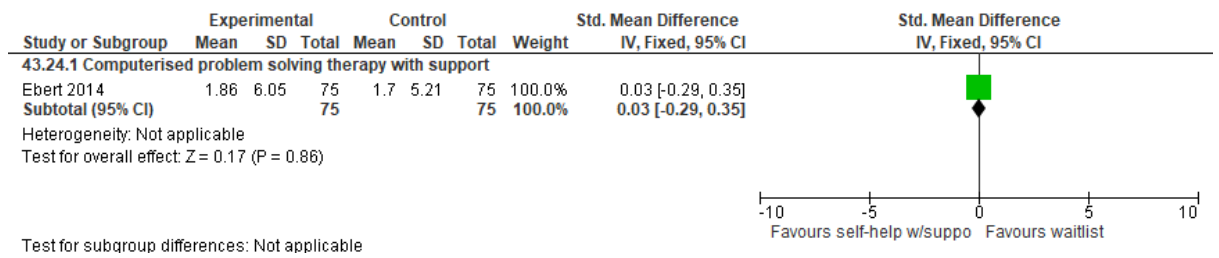 Experimental Control Std. Mean Difference Std. Mean Difference
Study or Subgroup Mean SD Total Mean SD Total Weight IV, Fixed, 95% CI IV, Fixed, 95% CI
43.24.1 Computerised problem solving therapy with support
Ebert 2014 1.86 6.05 75 1.7 5.21 75 100.0% 0.03 [-0.29, 0.35]
Subtotal (95% CI) 75 75 100.0% 0.03 [-0.29, 0.35]
Heterogeneity: Not applicable
Test for overall effect: Z = 0.17 (P = 0.86)
-10 -5 0 5 10
Favours self-help w/suppo Favours waitlist
Test for subgroup differences: Not applicable